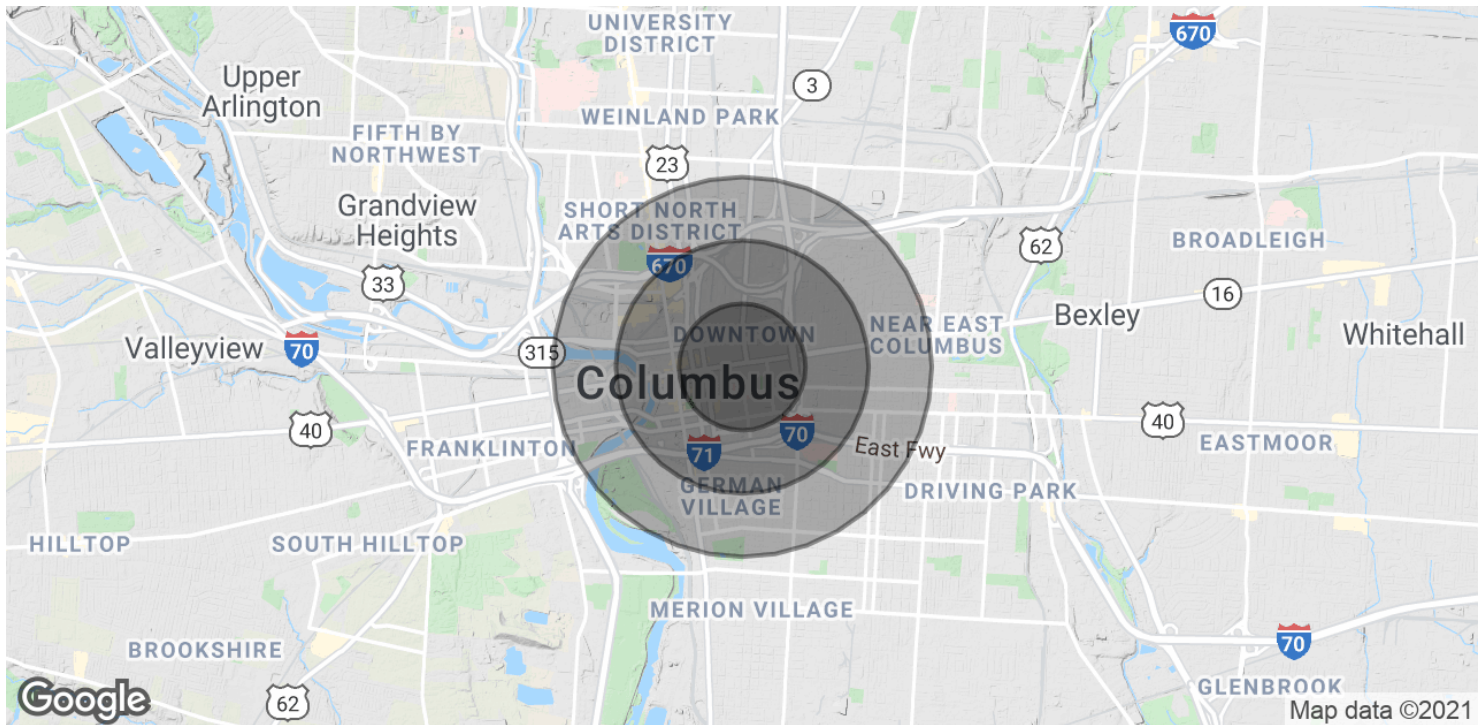 UNIVERSITY
DISTRICT
670
Upper
Arlington
3
WEINLAND PARK
FIFTH BY
NORTHWEST
23
Grandview
Heights
SHORT NORTH
ARTS DISTRICT
62
BROADLEIGH
670
33
16
Bexley
DOWNTOWN
NEAR EAST
COLUMBUS
Whitehall
Valleyview
70
315
Columbus
40
40
FRANKLINTON
70
71
East Fwy
EASTMOOR
GERMAN
VILLAGE
DRIVING PARK
HILLTOP
SOUTH HILLTOP
MERION VILLAGE
BROOKSHIRE
70
GLENBROOK
62
Google
Map data ©2021